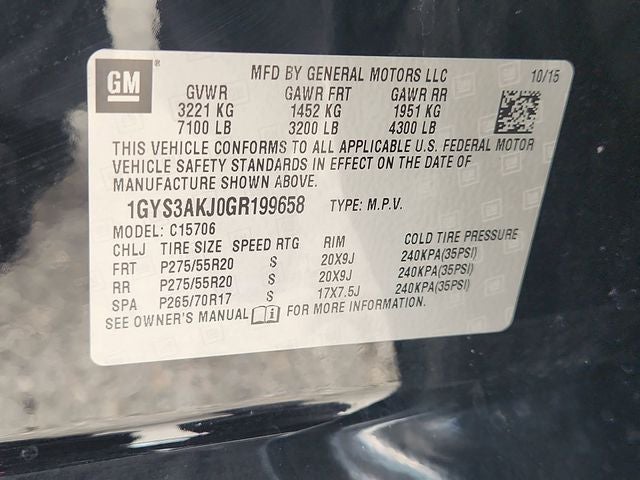 GM ®
MFD BY GENERAL MOTORS LLC 10/15
GVWR GAWR FRT GAWR RR
3221 KG 1452 KG 1951 KG
7100 LB 3200 LB 4300 LB
THIS VEHICLE CONFORMS TO ALL APPLICABLE U.S. FEDERAL MOTOR
VEHICLE SAFETY STANDARDS IN EFFECT ON THE DATE OF
MANUFACTURE SHOWN ABOVE.
1GYS3AKJ0GR199658 TYPE: M.P.V.
MODEL: C15706
CHLJ TIRE SIZE SPEED RTG RIM COLD TIRE PRESSURE
FRT P275/55R20 S 20X9J 240KPA(35PSI)
RR P275/55R20 S 20X9J 240KPA(35PSI)
SPA P265/70R17 S 17X7.5J 240KPA(35PSI)
SEE OWNER'S MANUAL i FOR MORE INFORMATION.